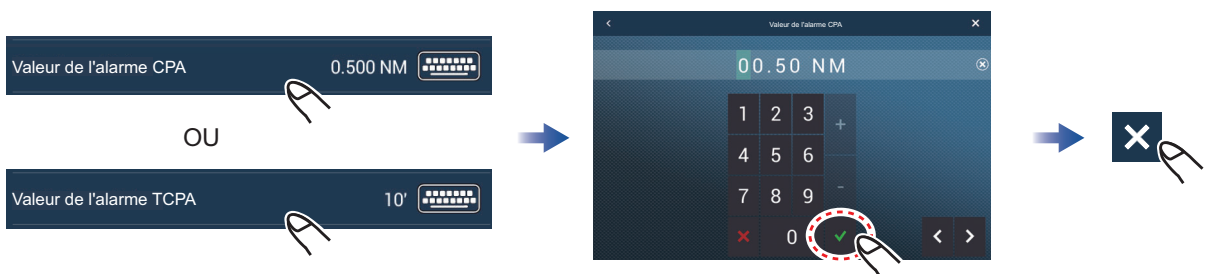 Valeur de l'alarme CPA 0.500 NM
OU
Valeur de l'alarme TCPA 10'
Valeur de l'alarme CPA
00.50 NM
1 2 3 +
4 5 6
7 8 9 -
0